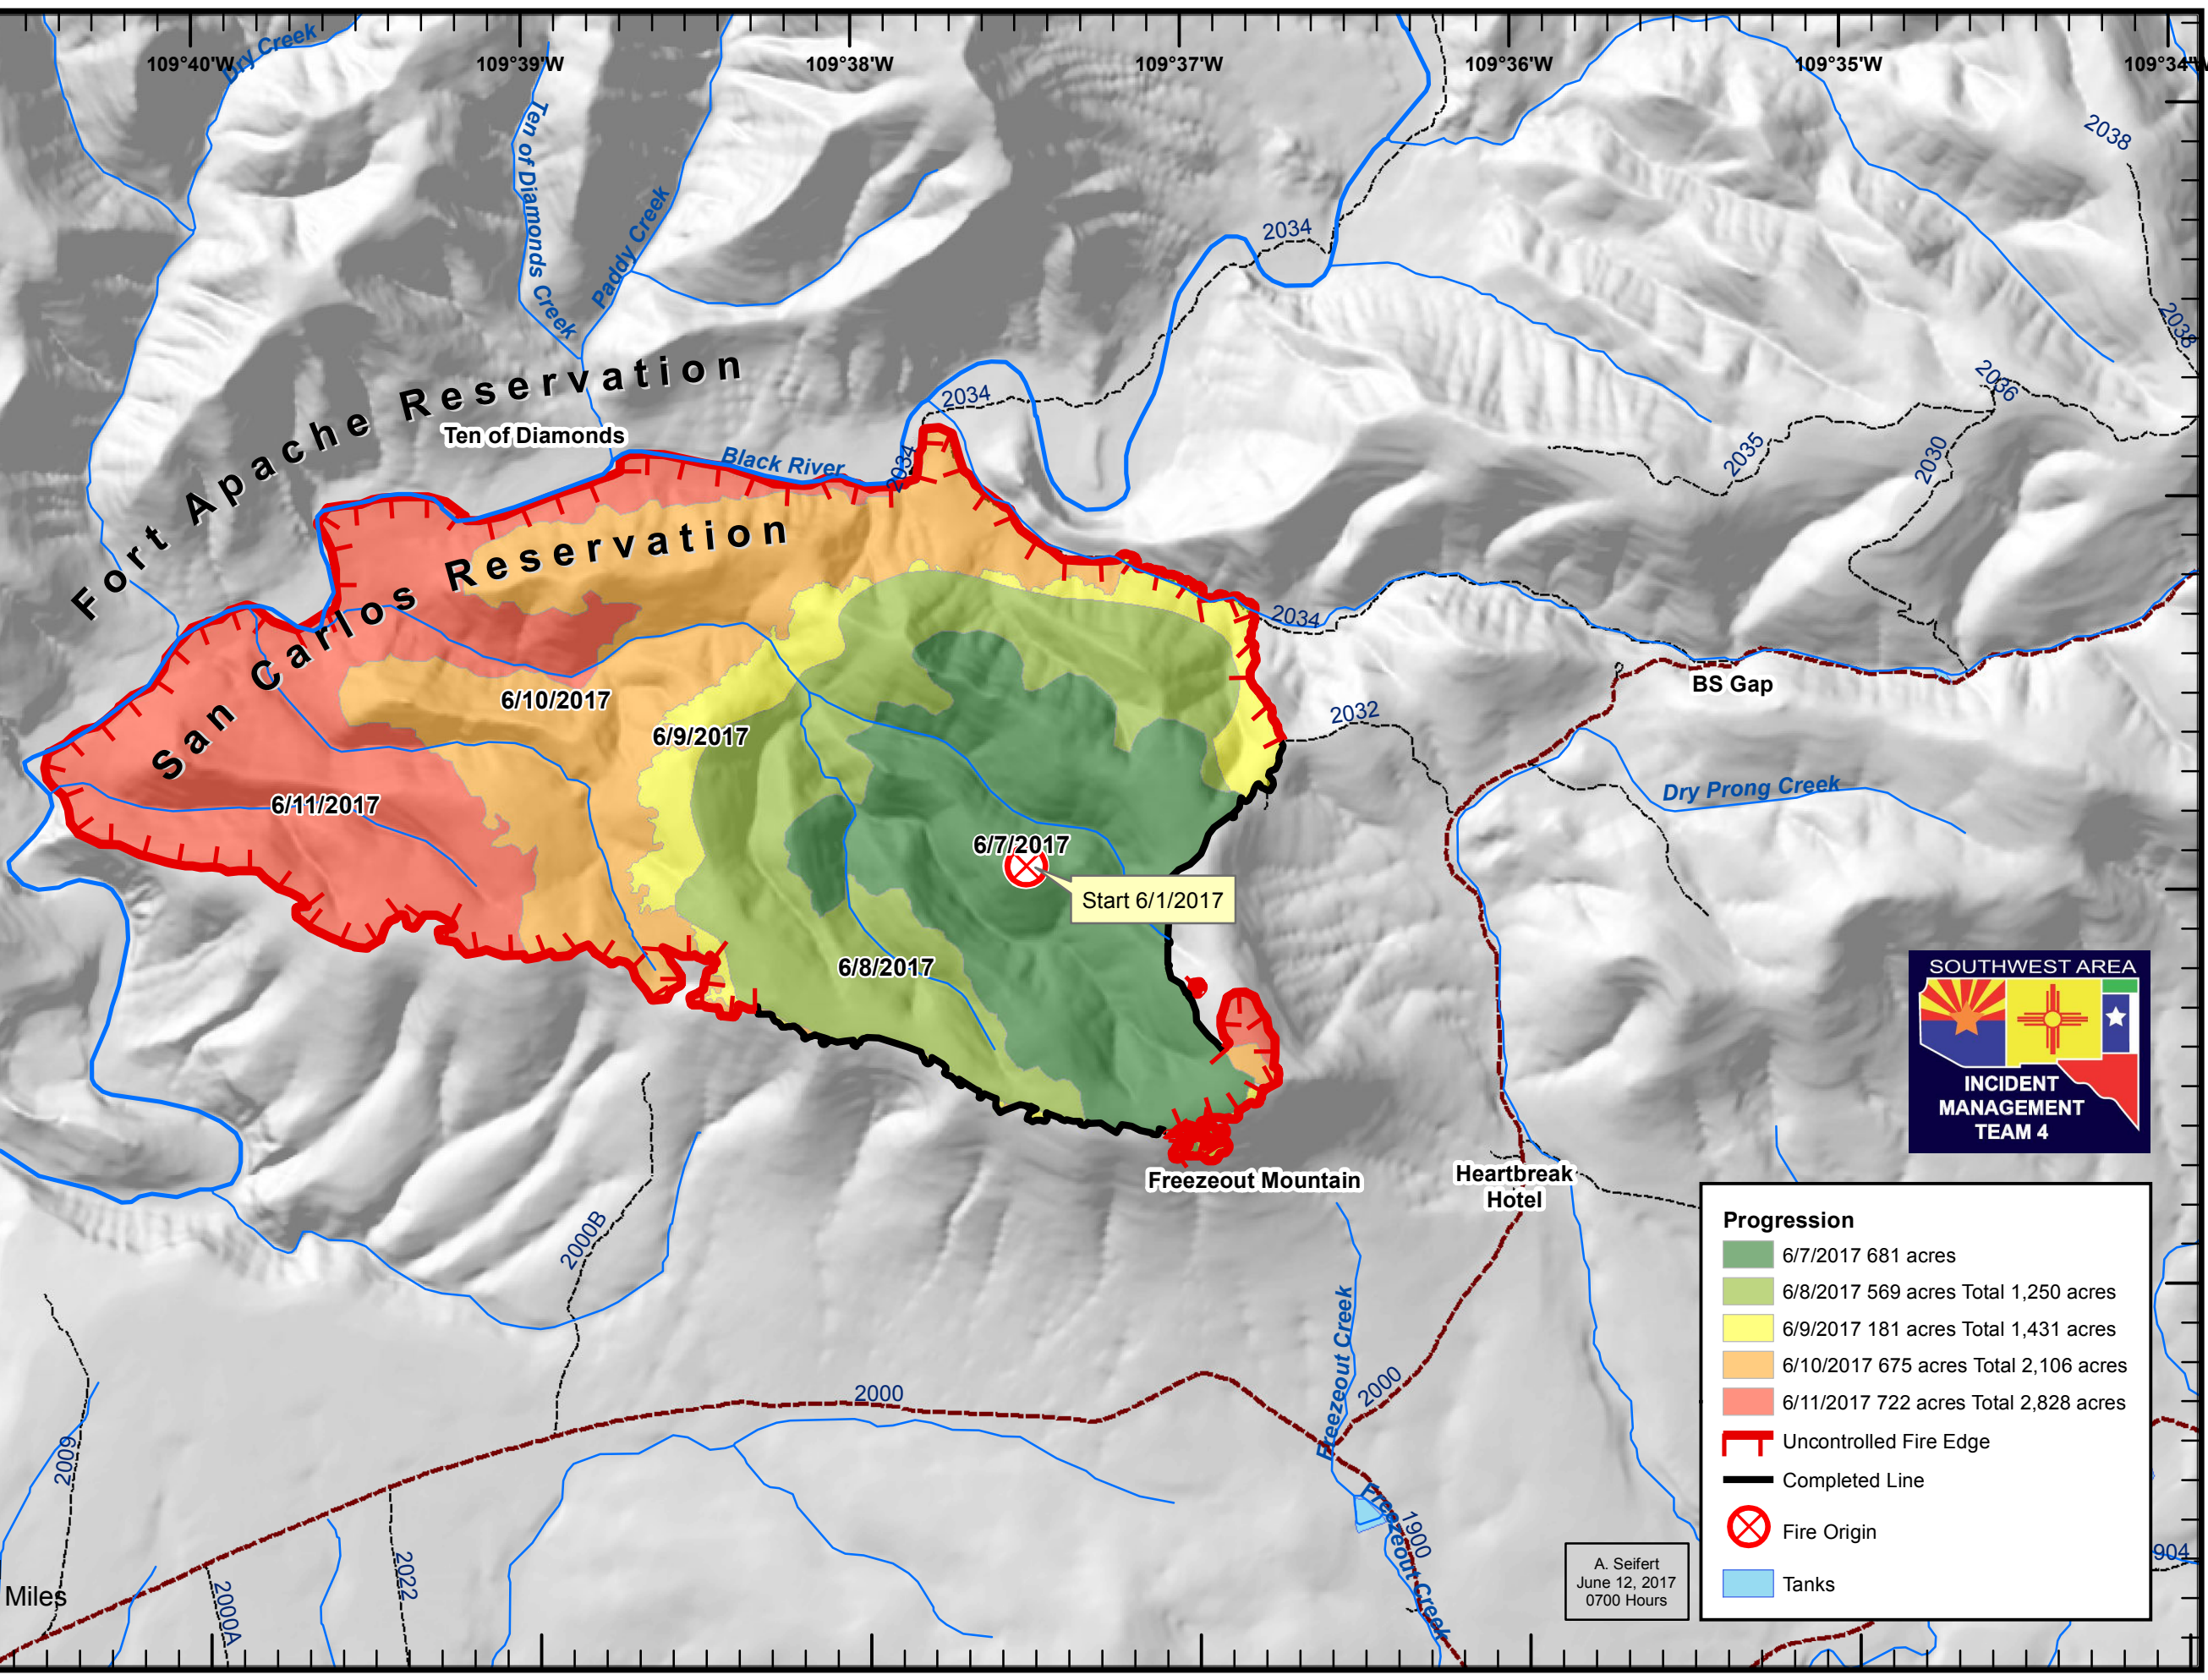 109°40'W
109°39'W
109°38'W
109°37'W
109°36'W
109°35'W
109°34'W
Dry Creek
Ten of Diamonds Creek
Paddy Creek
2038
2034
2038
Fort Apache Reservation
2034
2036
Ten of Diamonds
Black River
2034
2035
2030
San Carlos Reservation
2034
6/10/2017
BS Gap
6/9/2017
2032
6/11/2017
Dry Prong Creek
6/7/2017
Start 6/1/2017
6/8/2017
SOUTHWEST AREA
INCIDENT
MANAGEMENT
TEAM 4
Freezeout Mountain
Heartbreak
Hotel
2000B
Freezeout Creek
2000
2000
2009
Freezeout Creek
1900
2022
2000A
904
Miles
Progression
6/7/2017 681 acres
6/8/2017 569 acres Total 1,250 acres
6/9/2017 181 acres Total 1,431 acres
6/10/2017 675 acres Total 2,106 acres
6/11/2017 722 acres Total 2,828 acres
Uncontrolled Fire Edge
Completed Line
Fire Origin
Tanks
A. Seifert
June 12, 2017
0700 Hours